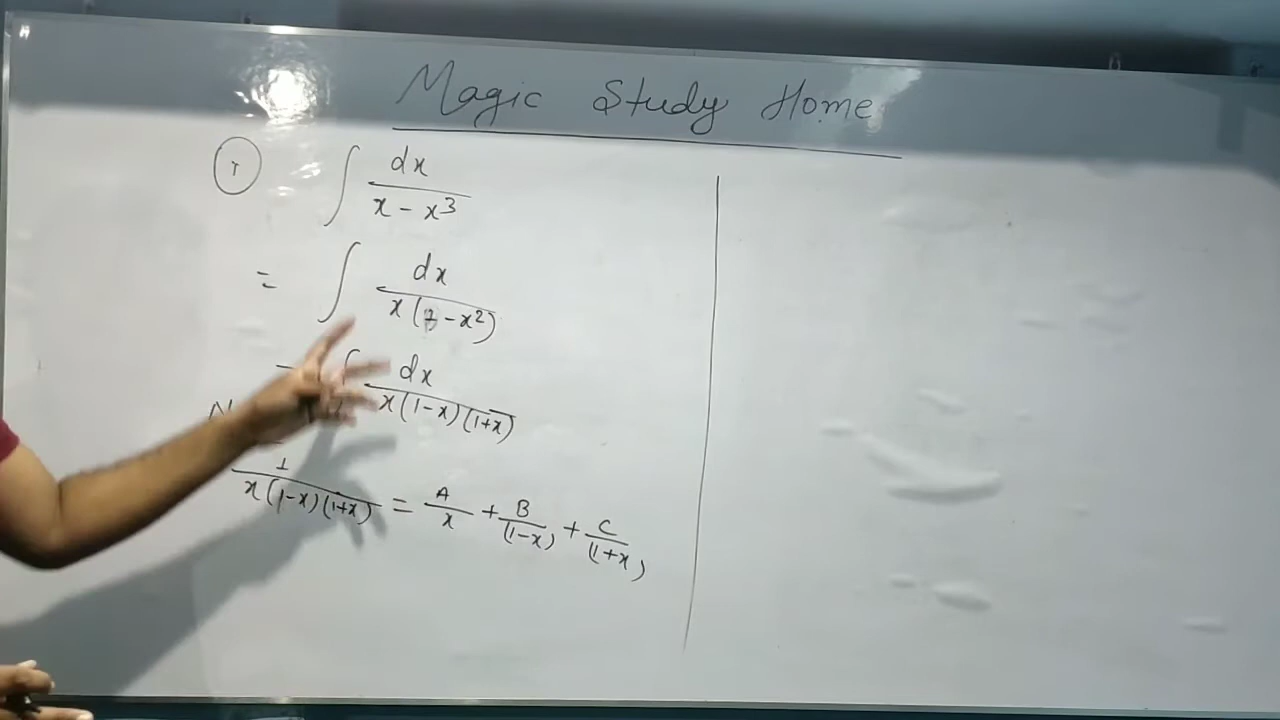 Magic Study Home
1 ∫ dx / x - x³
= ∫ dx / x(1 - x²)
∫ dx / x(1-x)(1+x)
1 / x(1-x)(1+x) = A / x + B / (1-x) + C / (1+x)